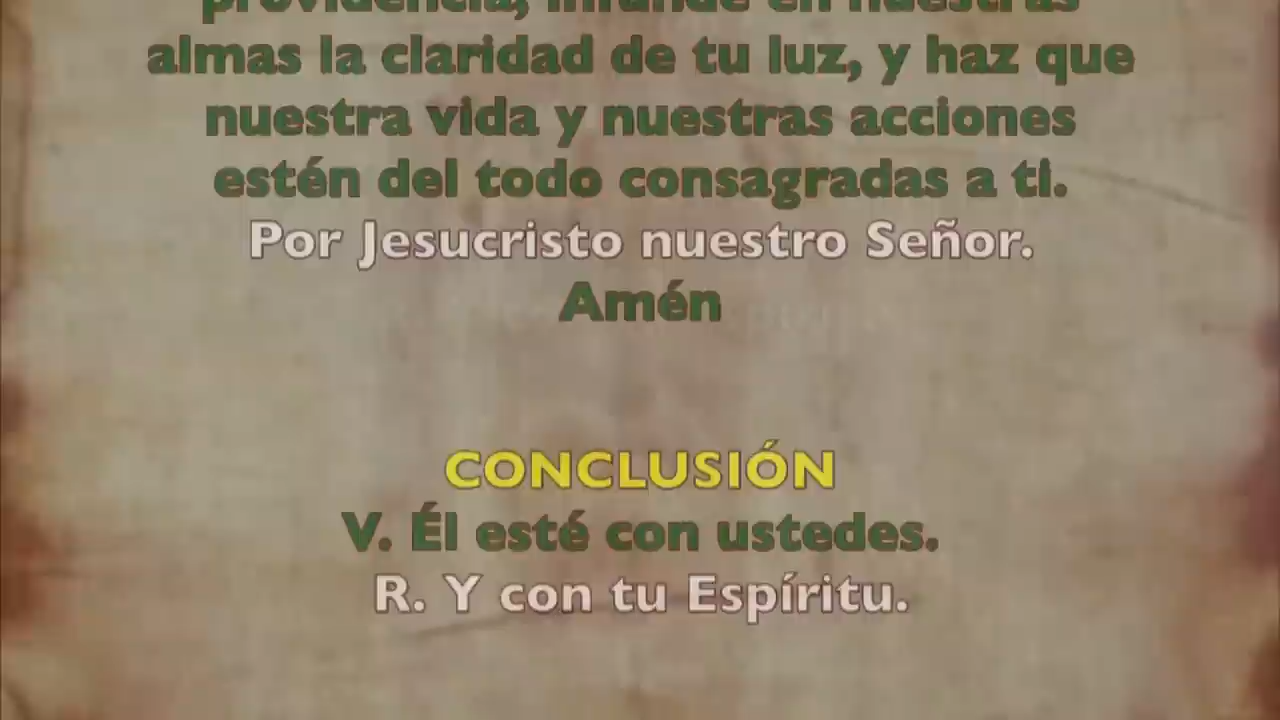 providencia, infunde en nuestras
almas la claridad de tu luz, y haz que
nuestra vida y nuestras acciones
estén del todo consagradas a ti.
Por Jesucristo nuestro Señor.
Amén
CONCLUSIÓN
V. Él esté con ustedes.
R. Y con tu Espíritu.